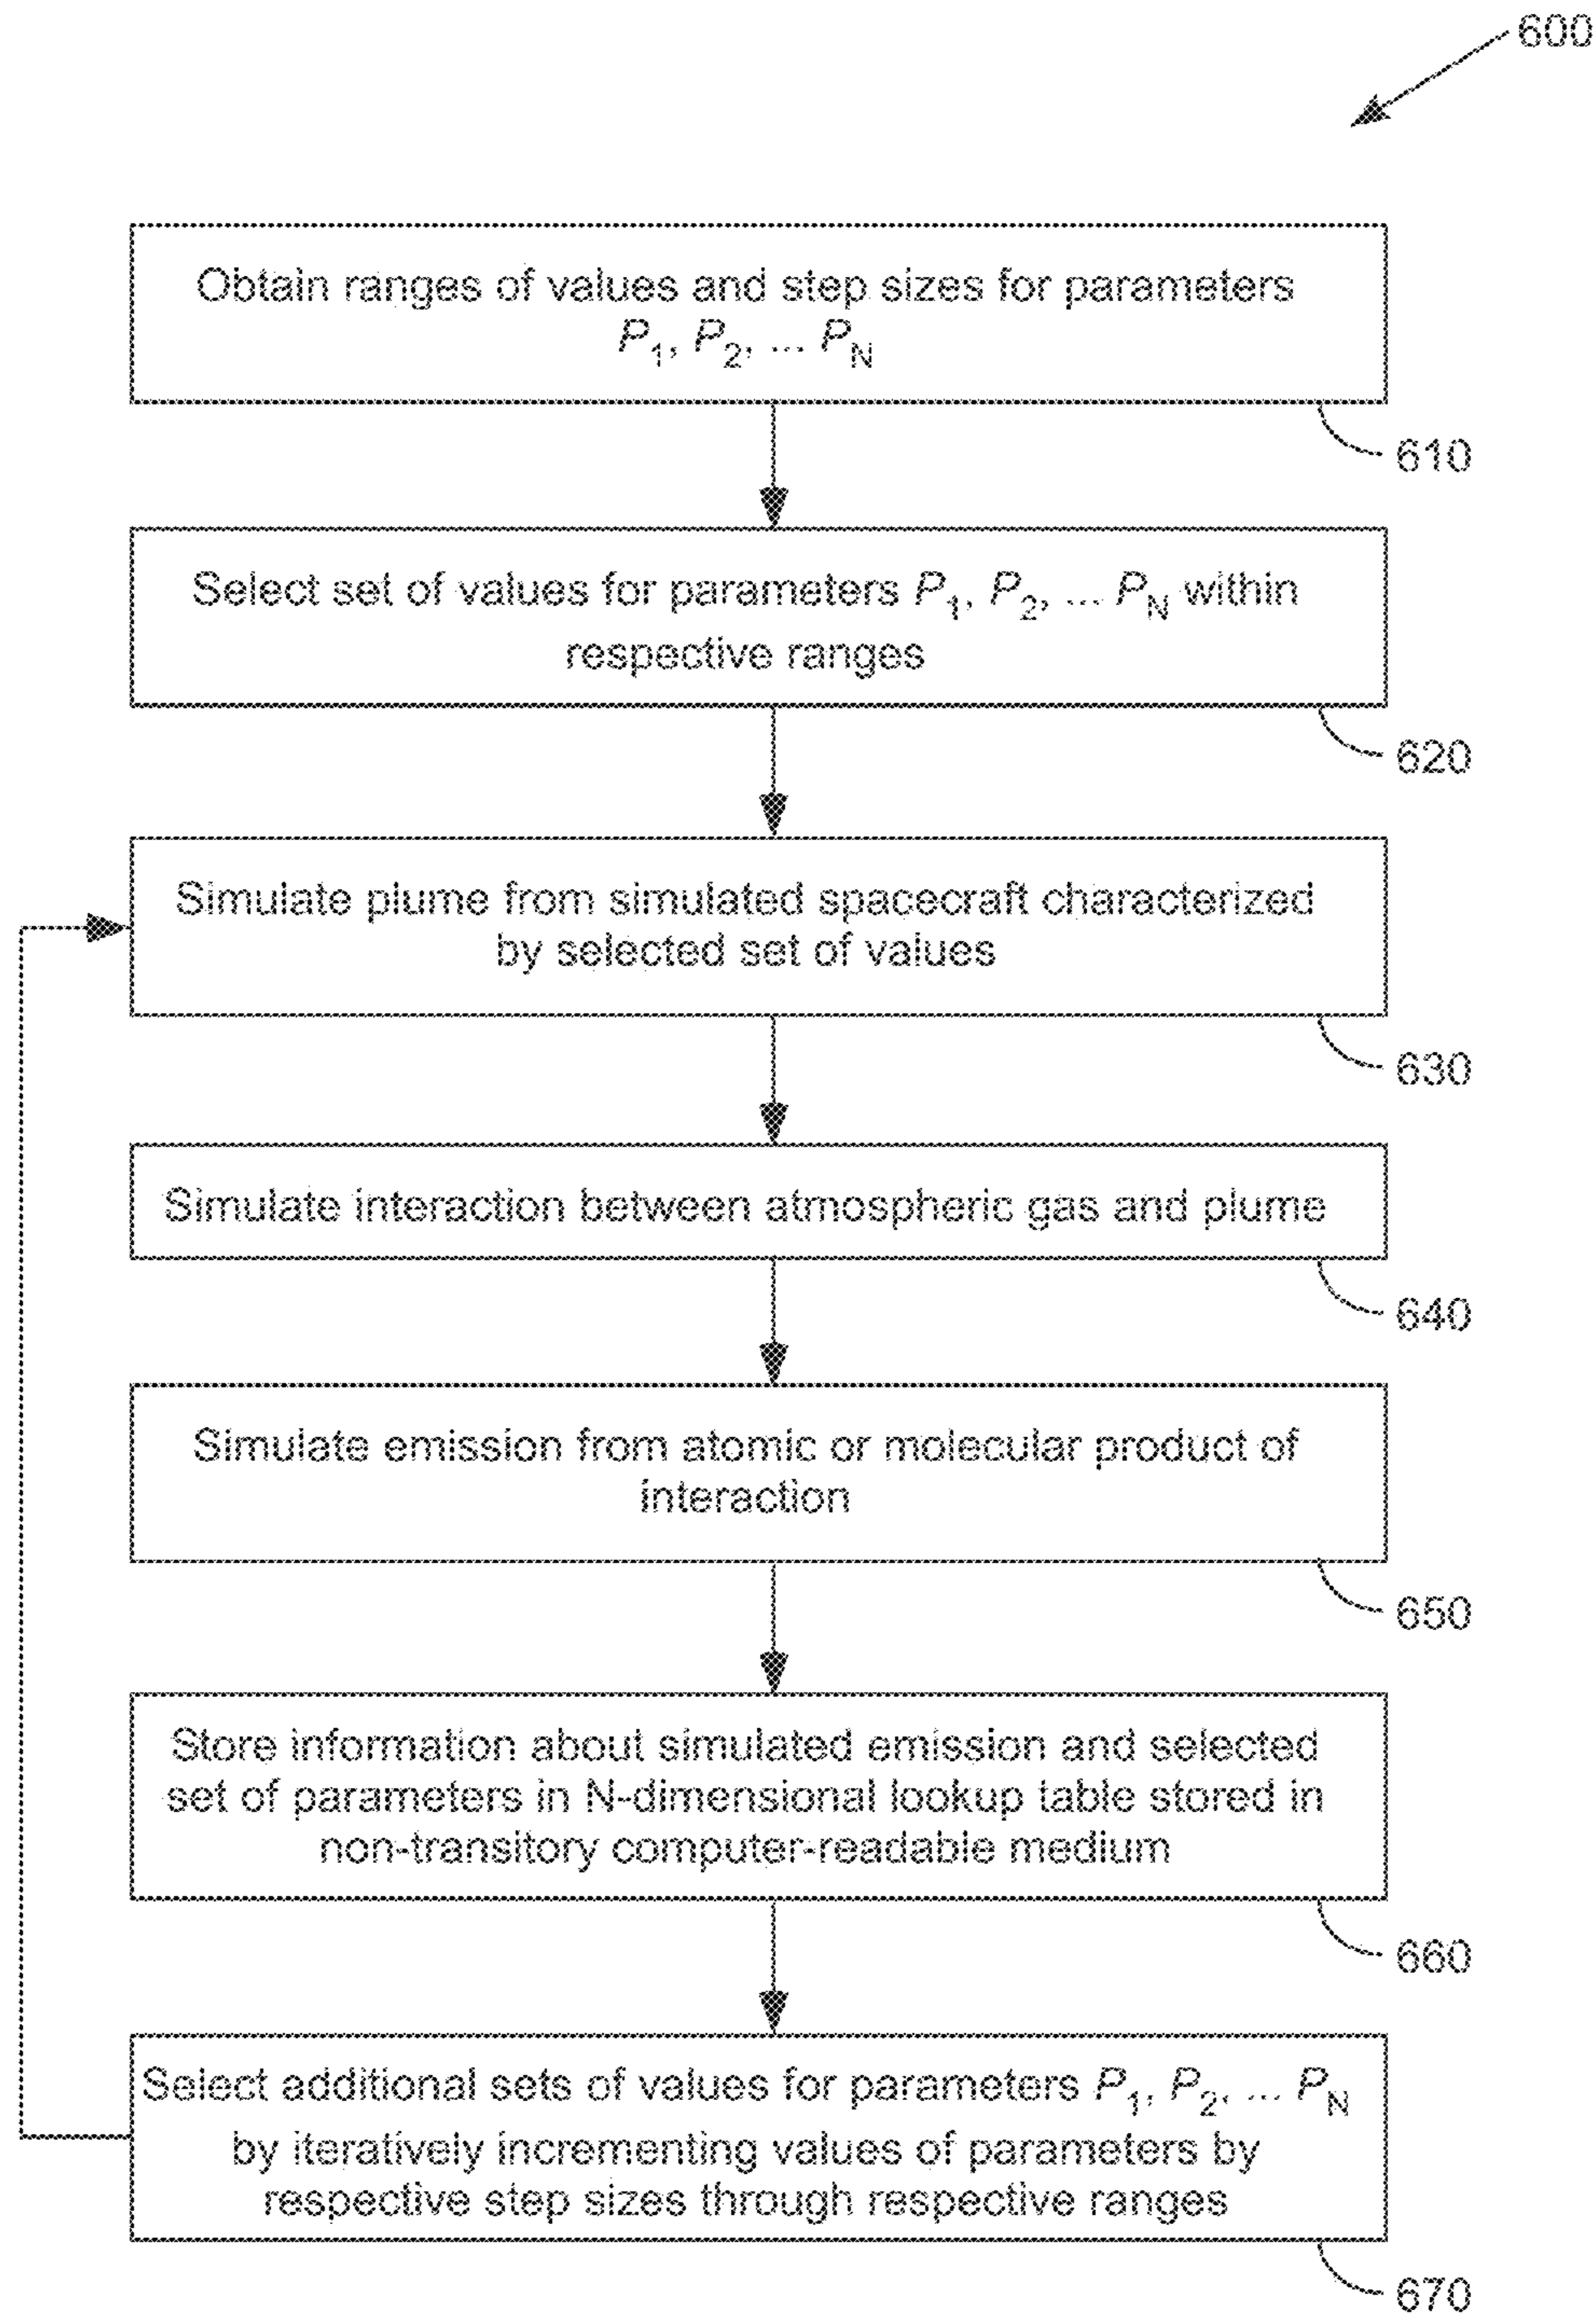 600
Obtain ranges of values and step sizes for parameters
P₁, P₂, ... P_N
610
Select set of values for parameters P₁, P₂, ... P_N within
respective ranges
620
Simulate plume from simulated spacecraft characterized
by selected set of values
630
Simulate interaction between atmospheric gas and plume
640
Simulate emission from atomic or molecular product of
interaction
650
Store information about simulated emission and selected
set of parameters in N-dimensional lookup table stored in
non-transitory computer-readable medium
660
Select additional sets of values for parameters P₁, P₂, ... P_N
by iteratively incrementing values of parameters by
respective step sizes through respective ranges
670